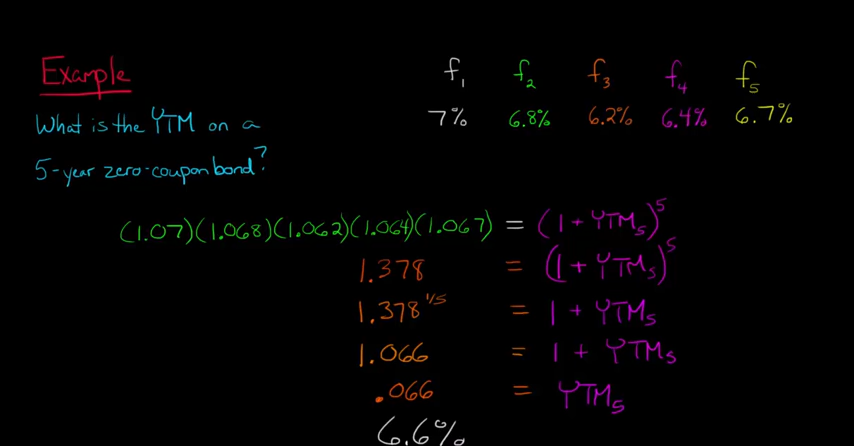 Example
What is the YTM on a
5-year zero-coupon bond?
f₁ f₂ f₃ f₄ f₅
7% 6.8% 6.2% 6.4% 6.7%
(1.07)(1.068)(1.062)(1.064)(1.067) = (1 + YTM₅)⁵
1.378 = (1 + YTM₅)⁵
1.378^1/5 = 1 + YTM₅
1.066 = 1 + YTM₅
.066 = YTM₅
6.6%